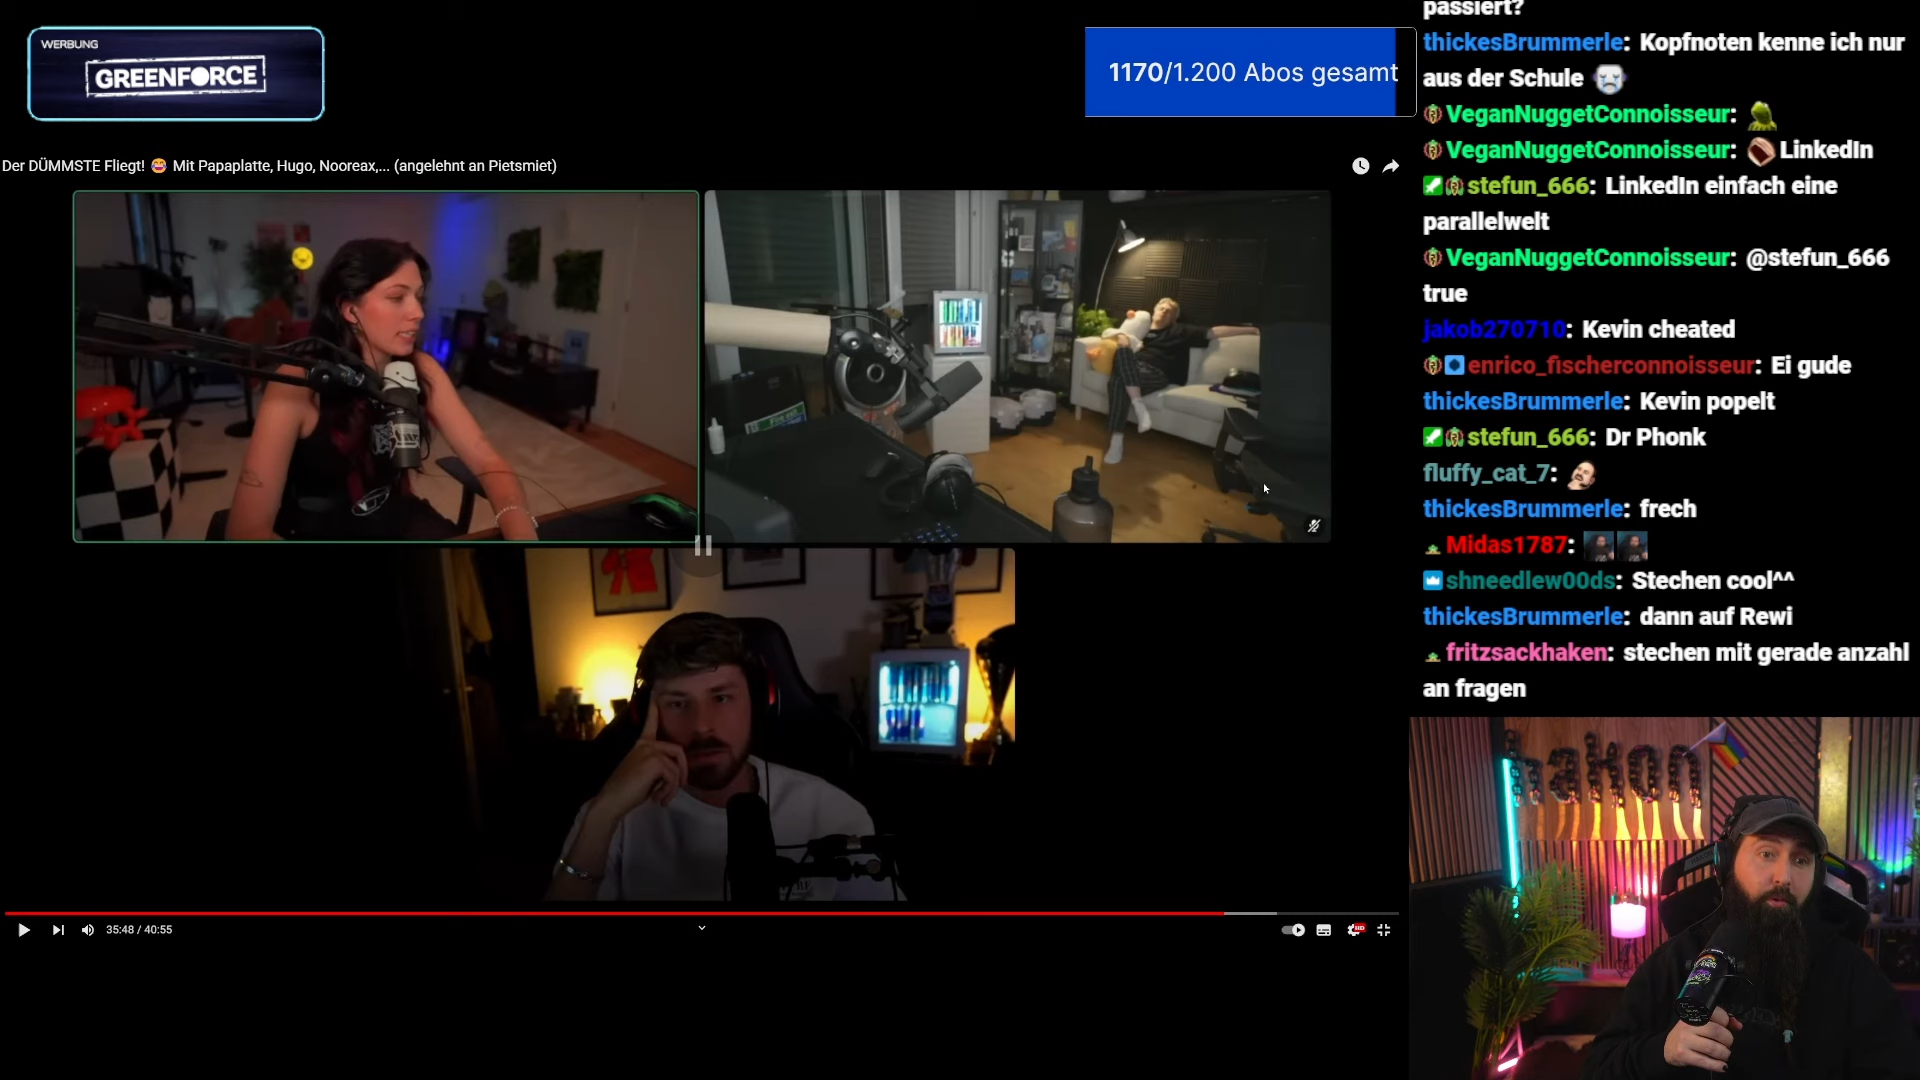 WERBUNG
GREENFORCE
1170/1.200 Abos gesamt
Der DÜMMSTE Fliegt! 😂 Mit Papaplatte, Hugo, Nooreax,... (angelehnt an Pietsmiet)
35:48 / 40:55
HD
passiert?
thickesBrummerle: Kopfnoten kenne ich nur
aus der Schule
VeganNuggetConnoisseur:
VeganNuggetConnoisseur: LinkedIn
stefun_666: LinkedIn einfach eine
parallelwelt
VeganNuggetConnoisseur: @stefun_666
true
jakob270710: Kevin cheated
enrico_fischerconnoisseur: Ei gude
thickesBrummerle: Kevin popelt
stefun_666: Dr Phonk
fluffy_cat_7:
thickesBrummerle: frech
Midas1787:
shneedlew00ds: Stechen cool^^
thickesBrummerle: dann auf Rewi
fritzsackhaken: stechen mit gerade anzahl
an fragen